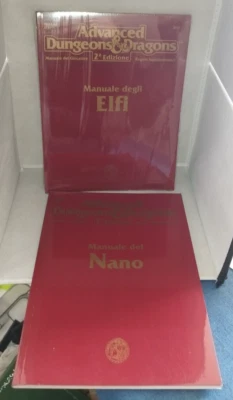 Advanced
Dungeons & Dragons
2ª Edizione
Manuale degli
Elfi
Manuale del
Nano